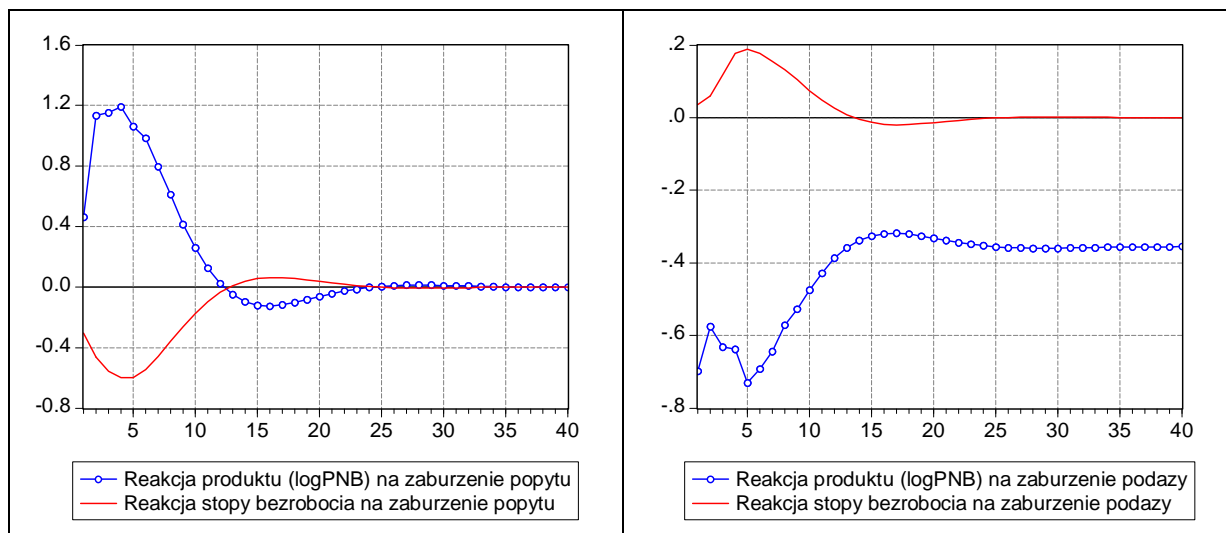 1.6
1.2
0.8
0.4
0.0
-0.4
-0.8
5 10 15 20 25 30 35 40
Reakcja produktu (logPNB) na zaburzenie popytu
Reakcja stopy bezrobocia na zaburzenie popytu
.2
.0
-.2
-.4
-.6
-.8
5 10 15 20 25 30 35 40
Reakcja produktu (logPNB) na zaburzenie podazy
Reakcja stopy bezrobocia na zaburzenie podazy